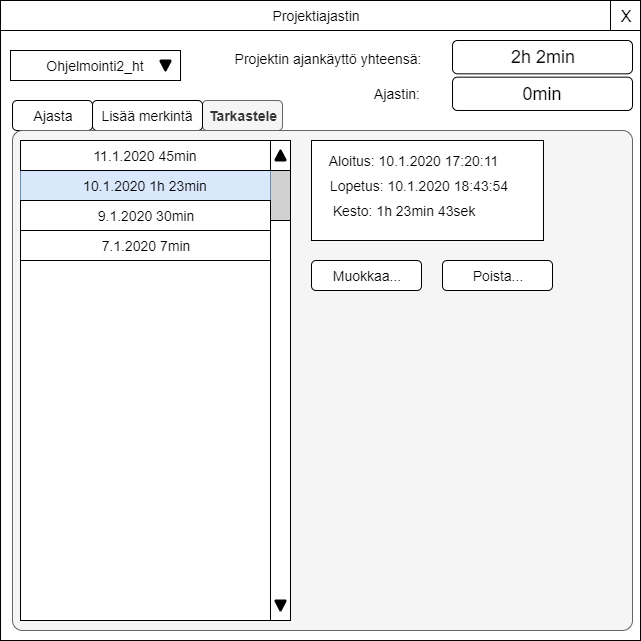 Projektiajastin
X
Ohjelmointi2_ht
Projektin ajankäyttö yhteensä:
2h 2min
Ajastin:
0min
Ajasta
Lisää merkintä
Tarkastele
11.1.2020 45min
10.1.2020 1h 23min
9.1.2020 30min
7.1.2020 7min
Aloitus: 10.1.2020 17:20:11
Lopetus: 10.1.2020 18:43:54
Kesto: 1h 23min 43sek
Muokkaa...
Poista...